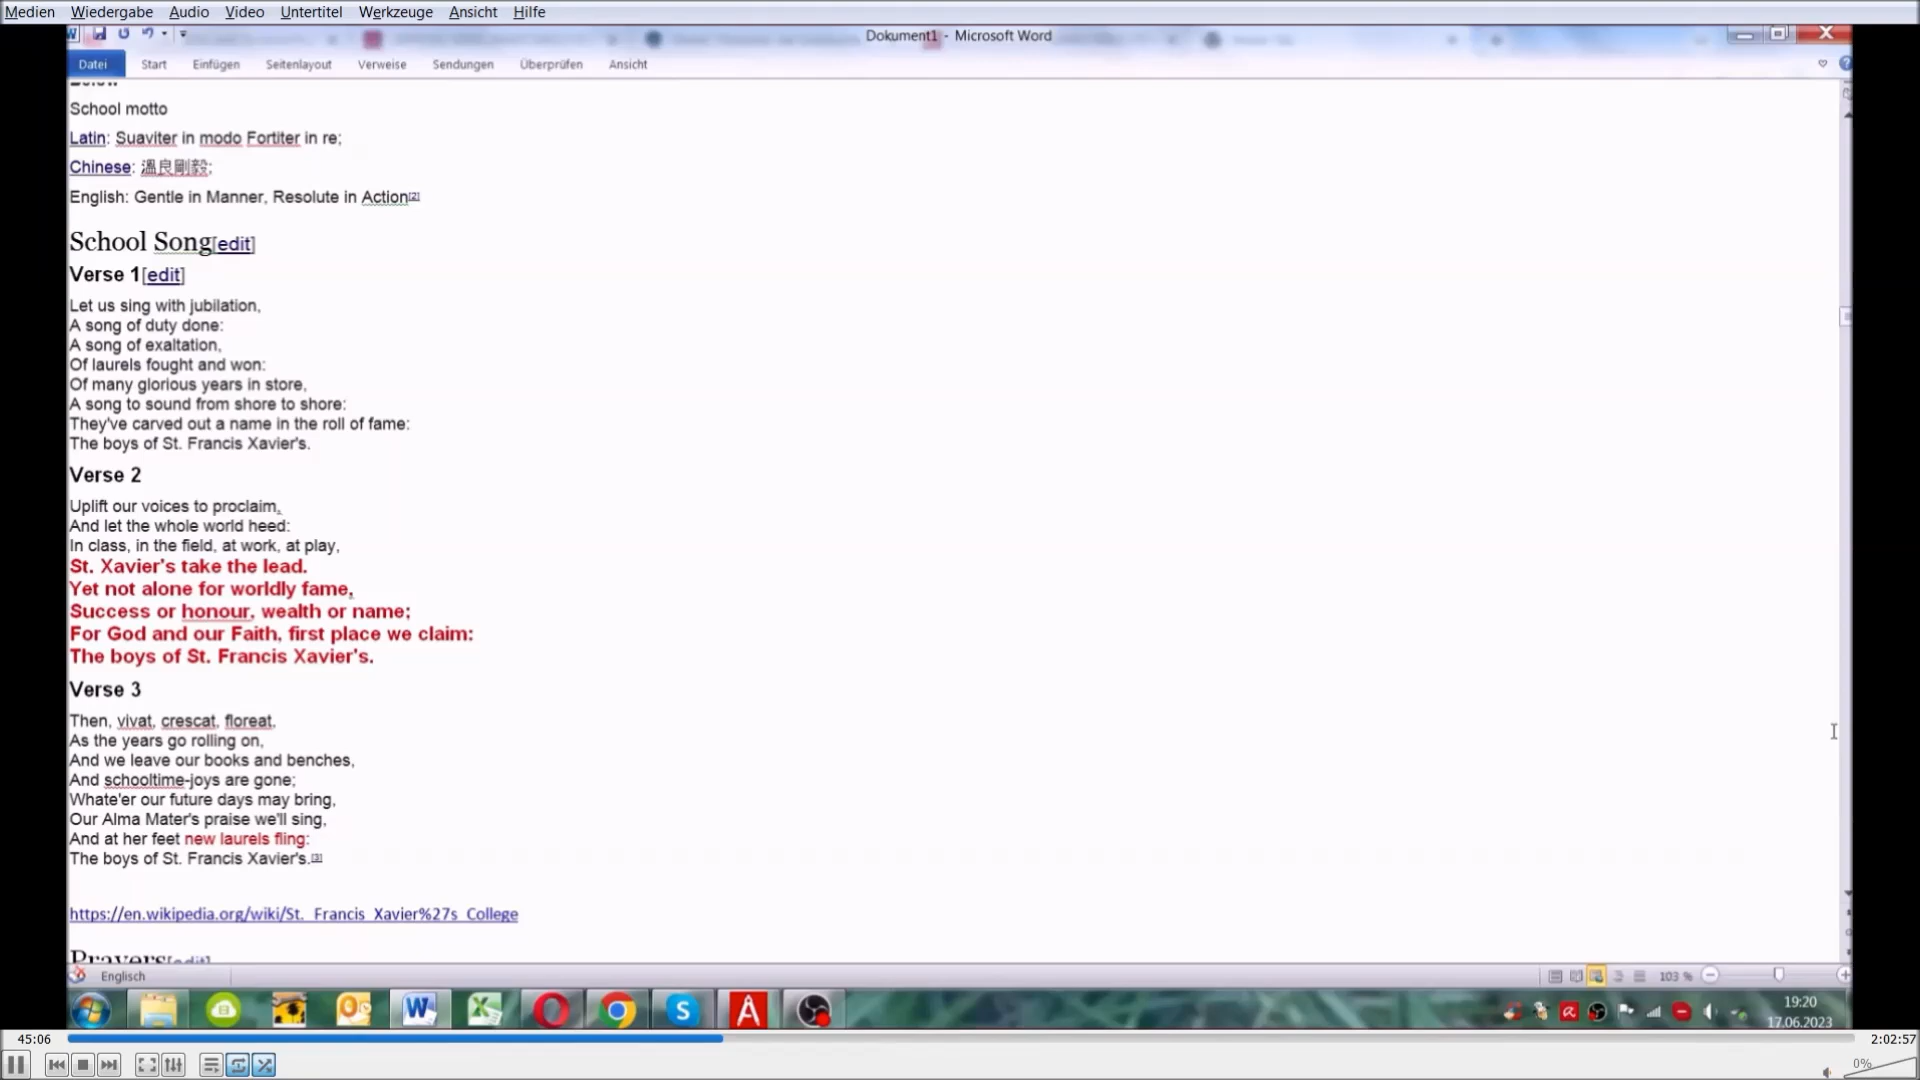 Medien Wiedergabe Audio Video Untertitel Werkzeuge Ansicht Hilfe
Dokument1 - Microsoft Word
Datei Start Einfügen Seitenlayout Verweise Sendungen Überprüfen Ansicht
School motto
Latin: Suaviter in modo Fortiter in re;
Chinese: 溫良剛毅;
English: Gentle in Manner, Resolute in Action[2]
School Song[edit]
Verse 1[edit]
Let us sing with jubilation,
A song of duty done:
A song of exaltation,
Of laurels fought and won:
Of many glorious years in store,
A song to sound from shore to shore:
They've carved out a name in the roll of fame:
The boys of St. Francis Xavier's.
Verse 2
Uplift our voices to proclaim,
And let the whole world heed:
In class, in the field, at work, at play,
St. Xavier's take the lead.
Yet not alone for worldly fame,
Success or honour, wealth or name;
For God and our Faith, first place we claim:
The boys of St. Francis Xavier's.
Verse 3
Then, vivat, crescat, floreat,
As the years go rolling on,
And we leave our books and benches,
And schooltime-joys are gone;
Whate'er our future days may bring,
Our Alma Mater's praise we'll sing,
And at her feet new laurels fling:
The boys of St. Francis Xavier's.[3]
https://en.wikipedia.org/wiki/St._Francis_Xavier%27s_College
Prayers[edit]
Englisch
103 %
19:20
17.06.2023
45:06
2:02:57
0%